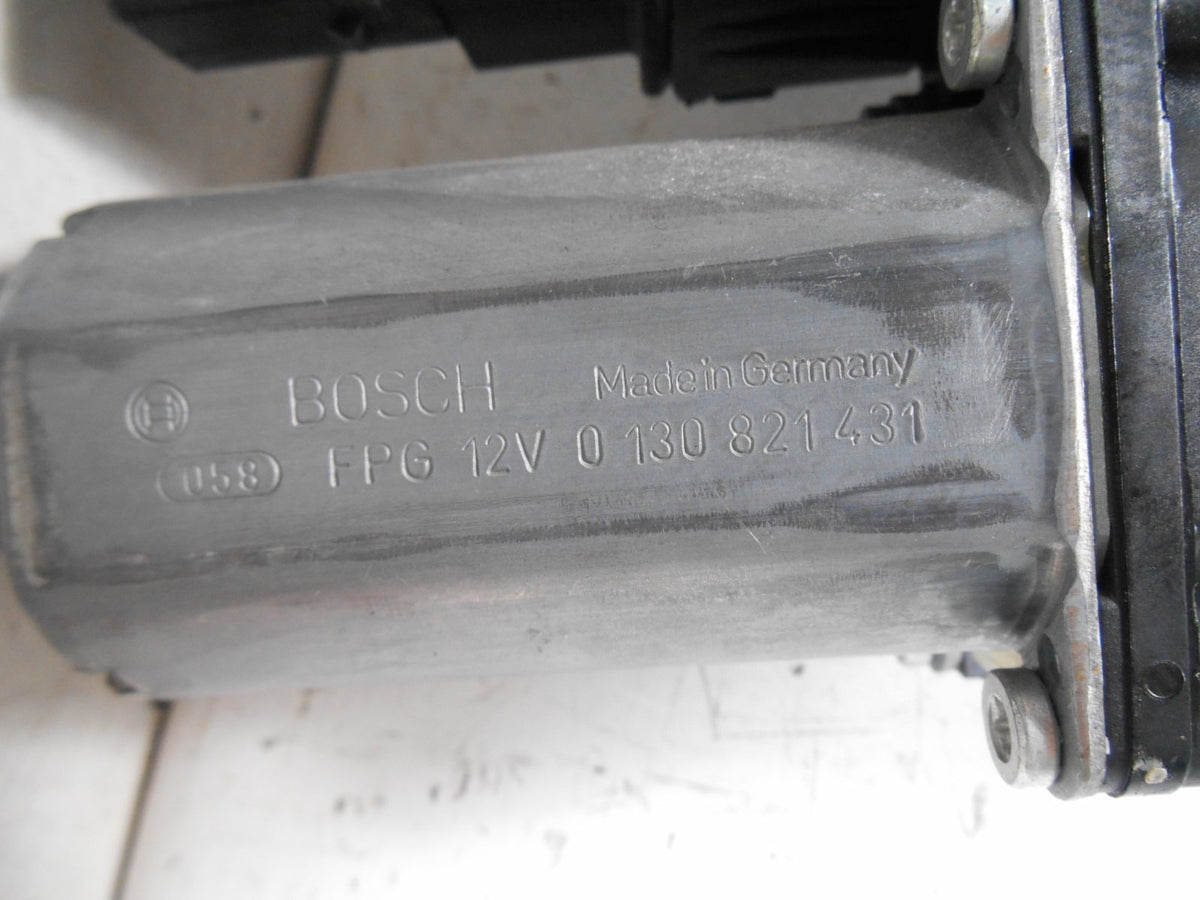 BOSCH Made in Germany
058 FPG 12V 0 130 821 431